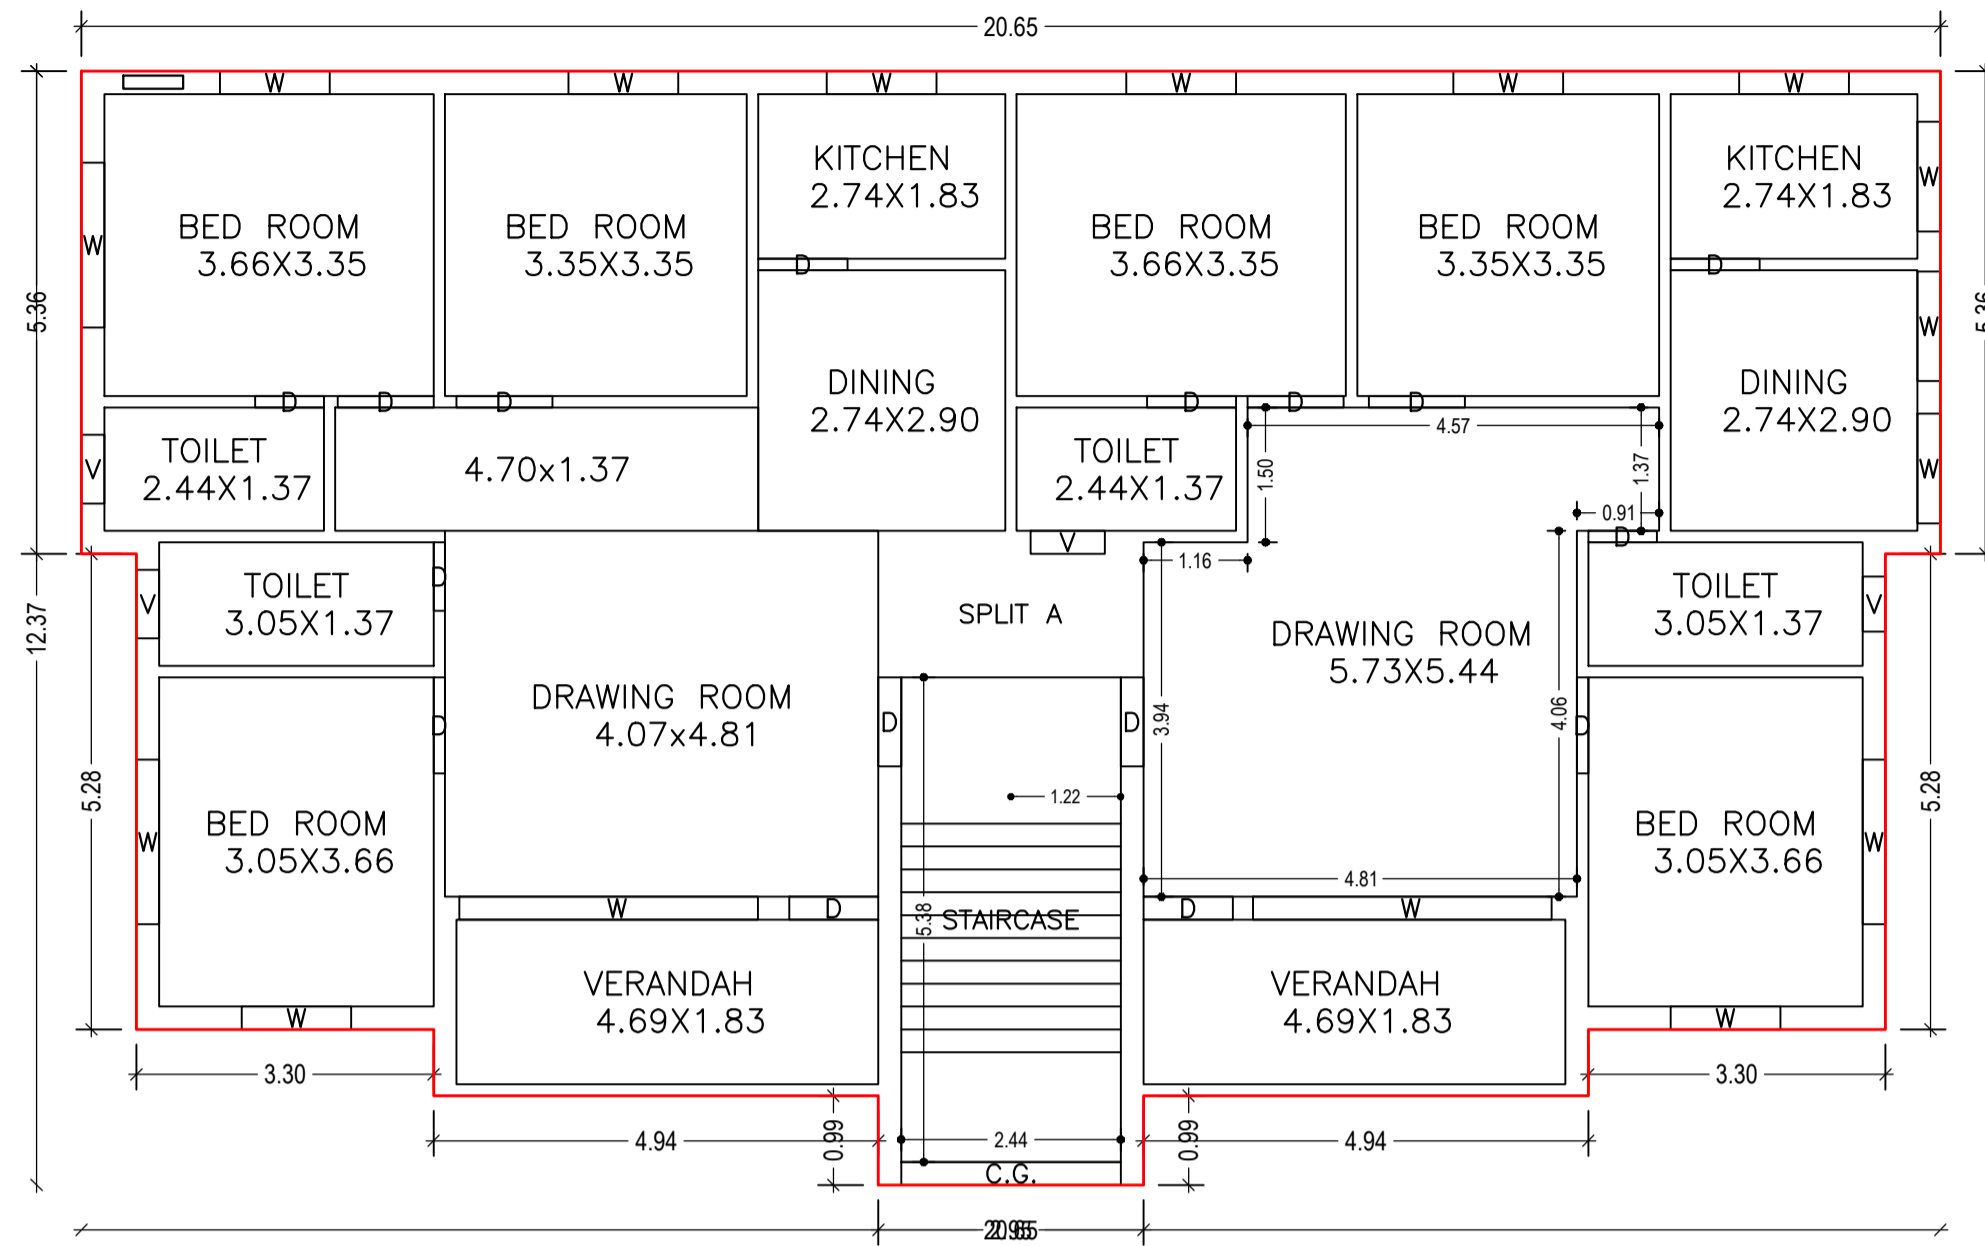 20.65
W
W
W
W
W
W
KITCHEN
2.74X1.83
KITCHEN
2.74X1.83
W
BED ROOM
3.66X3.35
BED ROOM
3.35X3.35
BED ROOM
3.66X3.35
BED ROOM
3.35X3.35
W
D
D
5.36
5.36
W
DINING
2.74X2.90
DINING
2.74X2.90
D
D
D
D
D
D
4.57
TOILET
2.44X1.37
4.70x1.37
TOILET
2.44X1.37
1.50
1.37
V
W
0.91
V
D
1.16
TOILET
3.05X1.37
D
V
SPLIT A
TOILET
3.05X1.37
V
12.37
DRAWING ROOM
5.73X5.44
DRAWING ROOM
4.07x4.81
D
D
D
3.94
4.06
D
5.28
5.28
1.22
BED ROOM
3.05X3.66
W
BED ROOM
3.05X3.66
W
4.81
W
D
5.38
STAIRCASE
D
W
VERANDAH
4.69X1.83
VERANDAH
4.69X1.83
W
W
3.30
3.30
4.94
0.99
2.44
0.99
4.94
C.G.
20.65